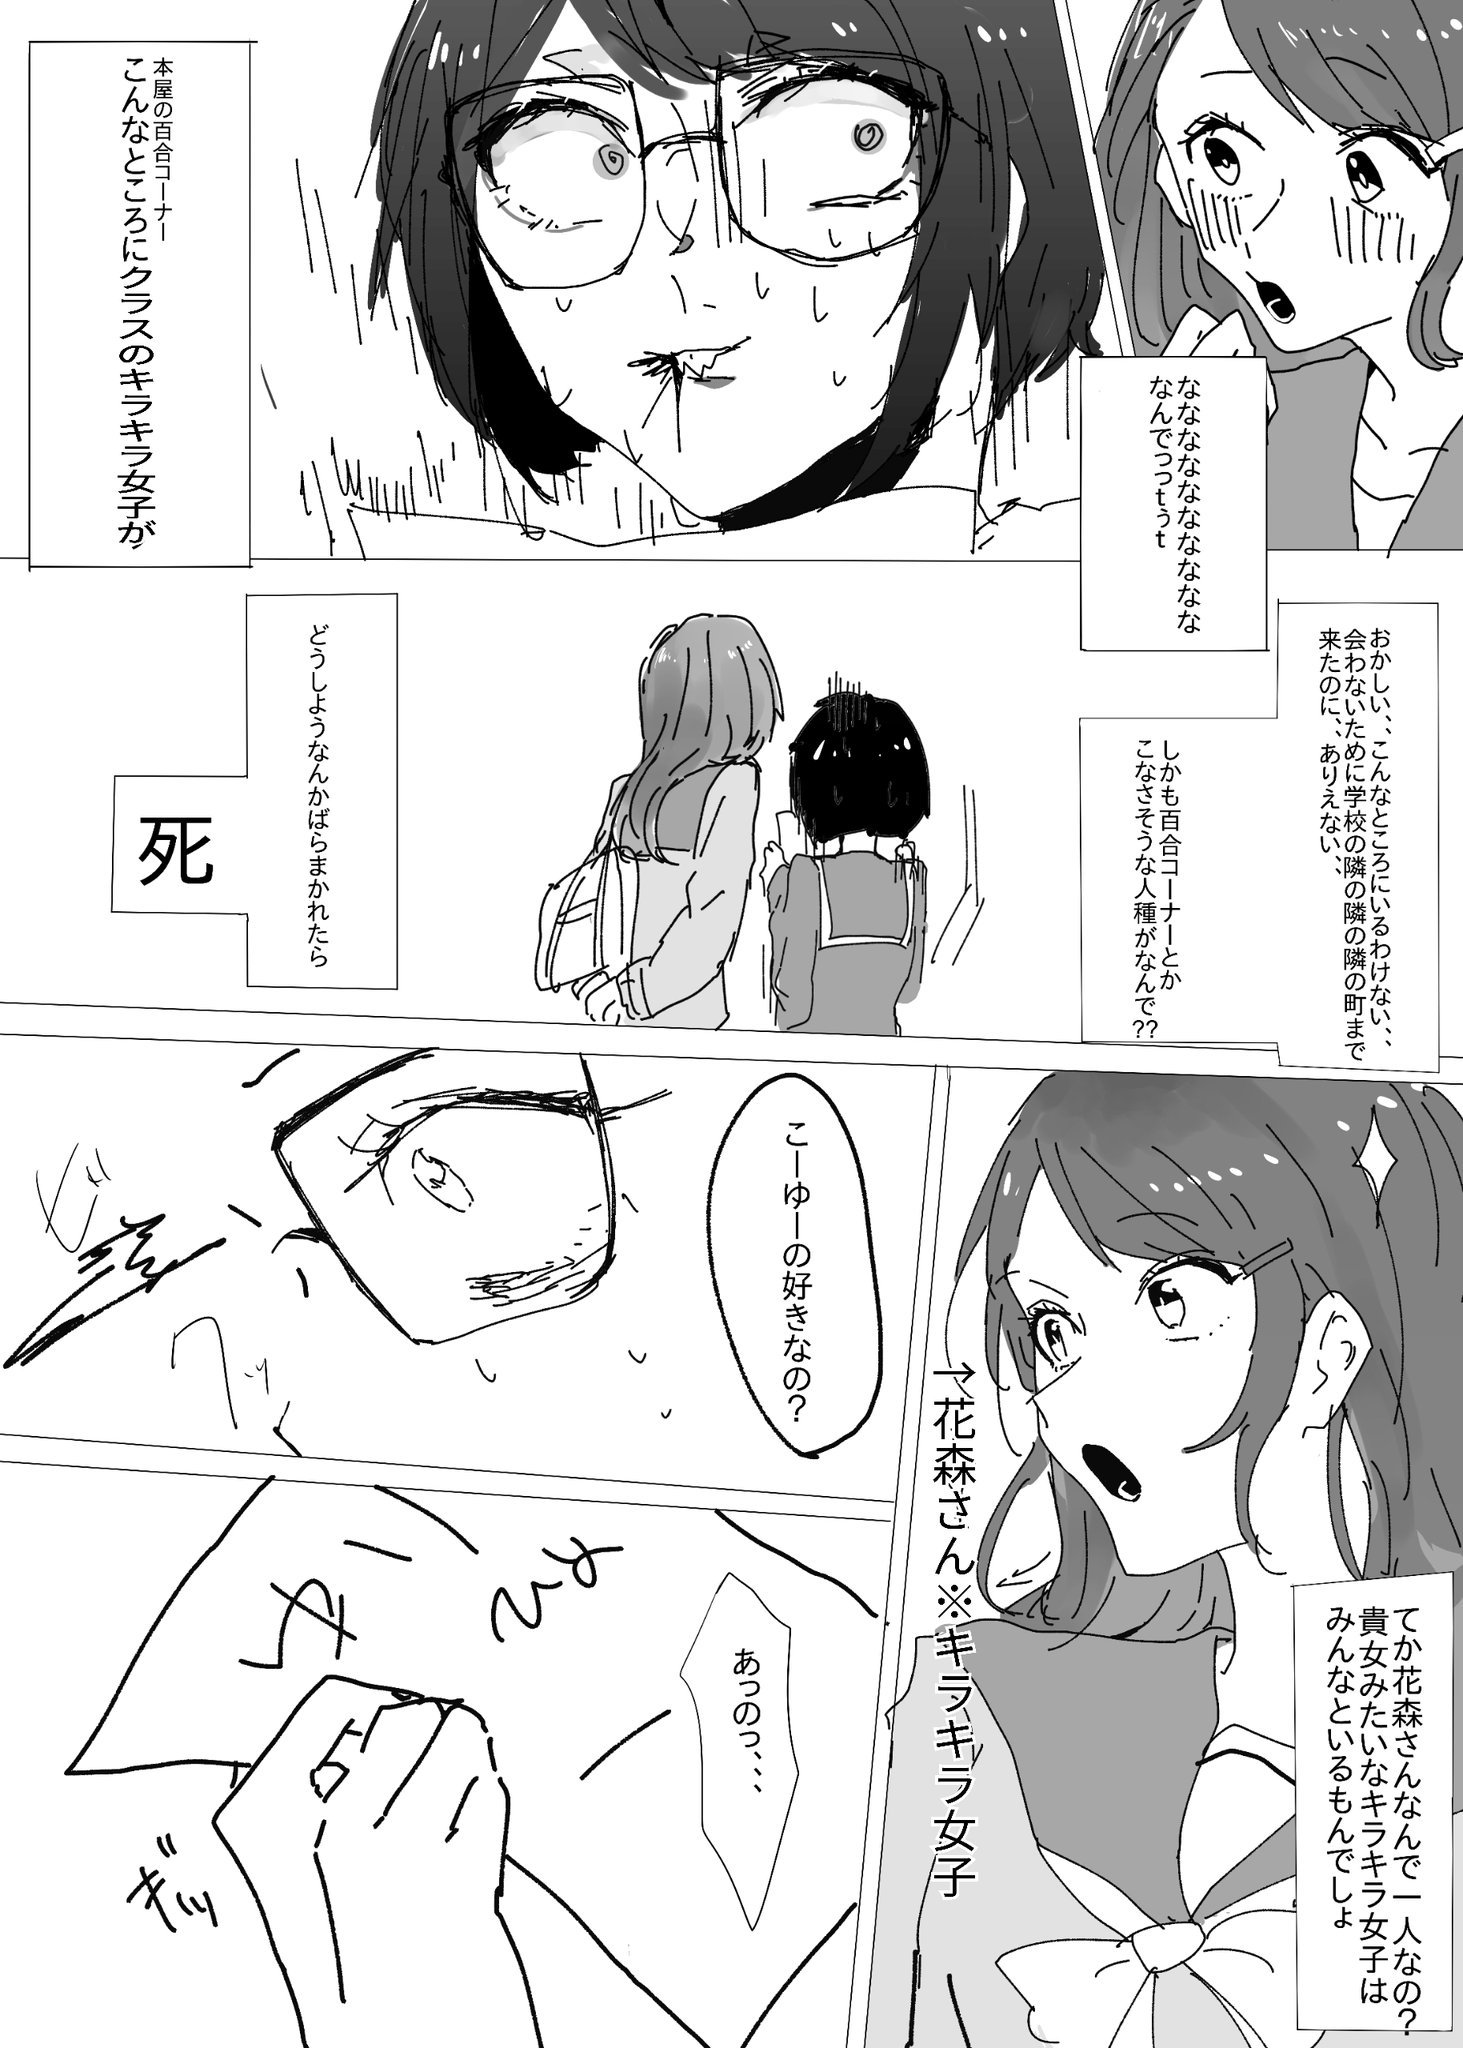 なななななななななな
なんでっっtぅt
本屋の百合コーナー
こんなところにクラスのキラキラ女子が
おかしい、、こんなところにいるわけない、、、
会わないために学校の隣の隣の隣の町まで
来たのに、、ありえない、、
しかも百合コーナーとか
こなさそうな人種がなんで??
どうしようなんかばらまかれたら
死
てか花森さんなんで一人なの?
貴女みたいなキラキラ女子は
みんなといるもんでしょ
→花森さん※キラキラ女子
こーゆーの好きなの?
ビ
クッ
あっのっ、、、
ギッ